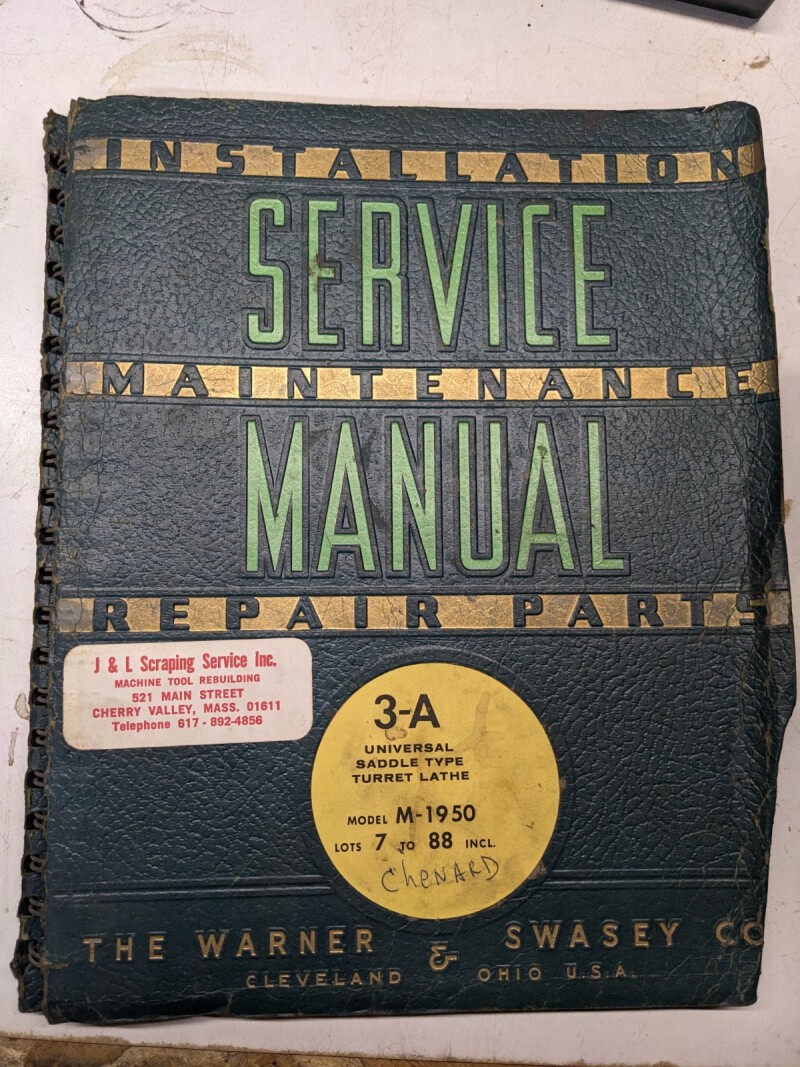 INSTALLATION
SERVICE
MAINTENANCE
MANUAL
REPAIR PARTS
J & L Scraping Service Inc.
MACHINE TOOL REBUILDING
521 MAIN STREET
CHERRY VALLEY, MASS. 01611
Telephone 617 - 892-4856
3-A
UNIVERSAL
SADDLE TYPE
TURRET LATHE
MODEL M-1950
LOTS 7 TO 88 INCL.
CheNARD
THE WARNER & SWASEY CO
CLEVELAND OHIO U.S.A.